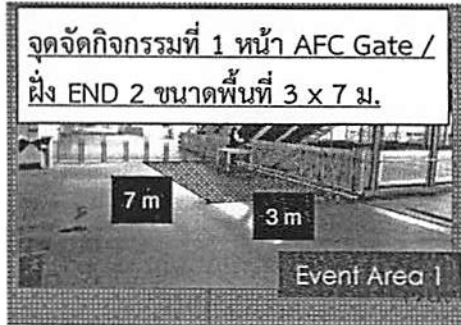 จุดจัดกิจกรรมที่ 1 หน้า AFC Gate /
ฝั่ง END 2 ขนาดพื้นที่ 3 x 7 ม.
7 m
3 m
Event Area 1